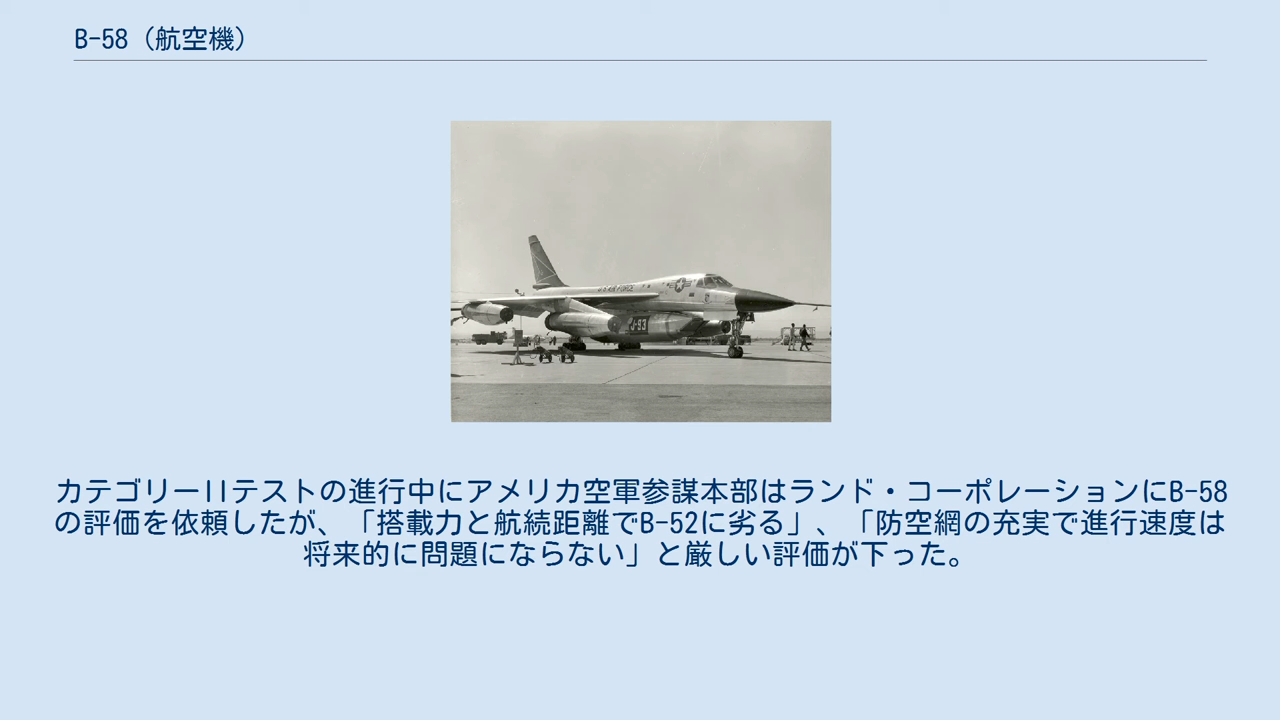 B-58（航空機）
U.S. AIR FORCE
J-93
カテゴリーIIテストの進行中にアメリカ空軍参謀本部はランド・コーポレーションにB-58
の評価を依頼したが、「搭載力と航続距離でB-52に劣る」、「防空網の充実で進行速度は
将来的に問題にならない」と厳しい評価が下った。